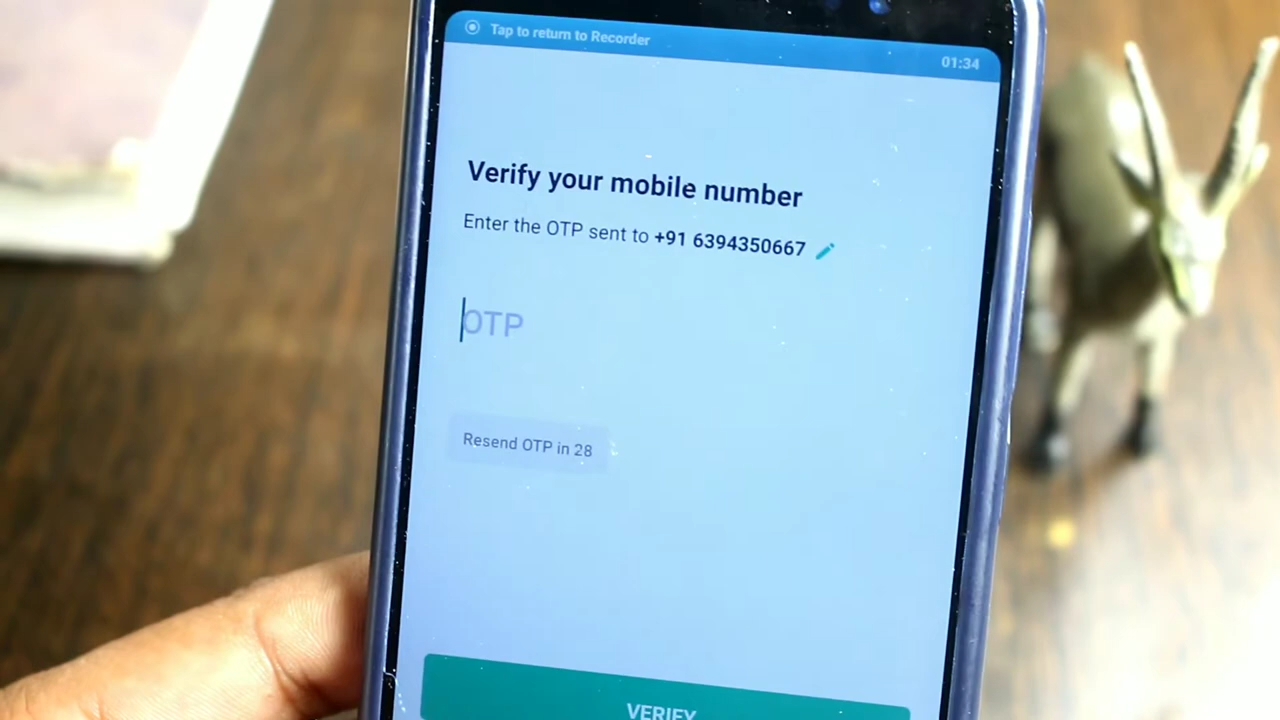 Tap to return to Recorder
01:34
Verify your mobile number
Enter the OTP sent to +91 6394350667
OTP
Resend OTP in 28
VERIFY